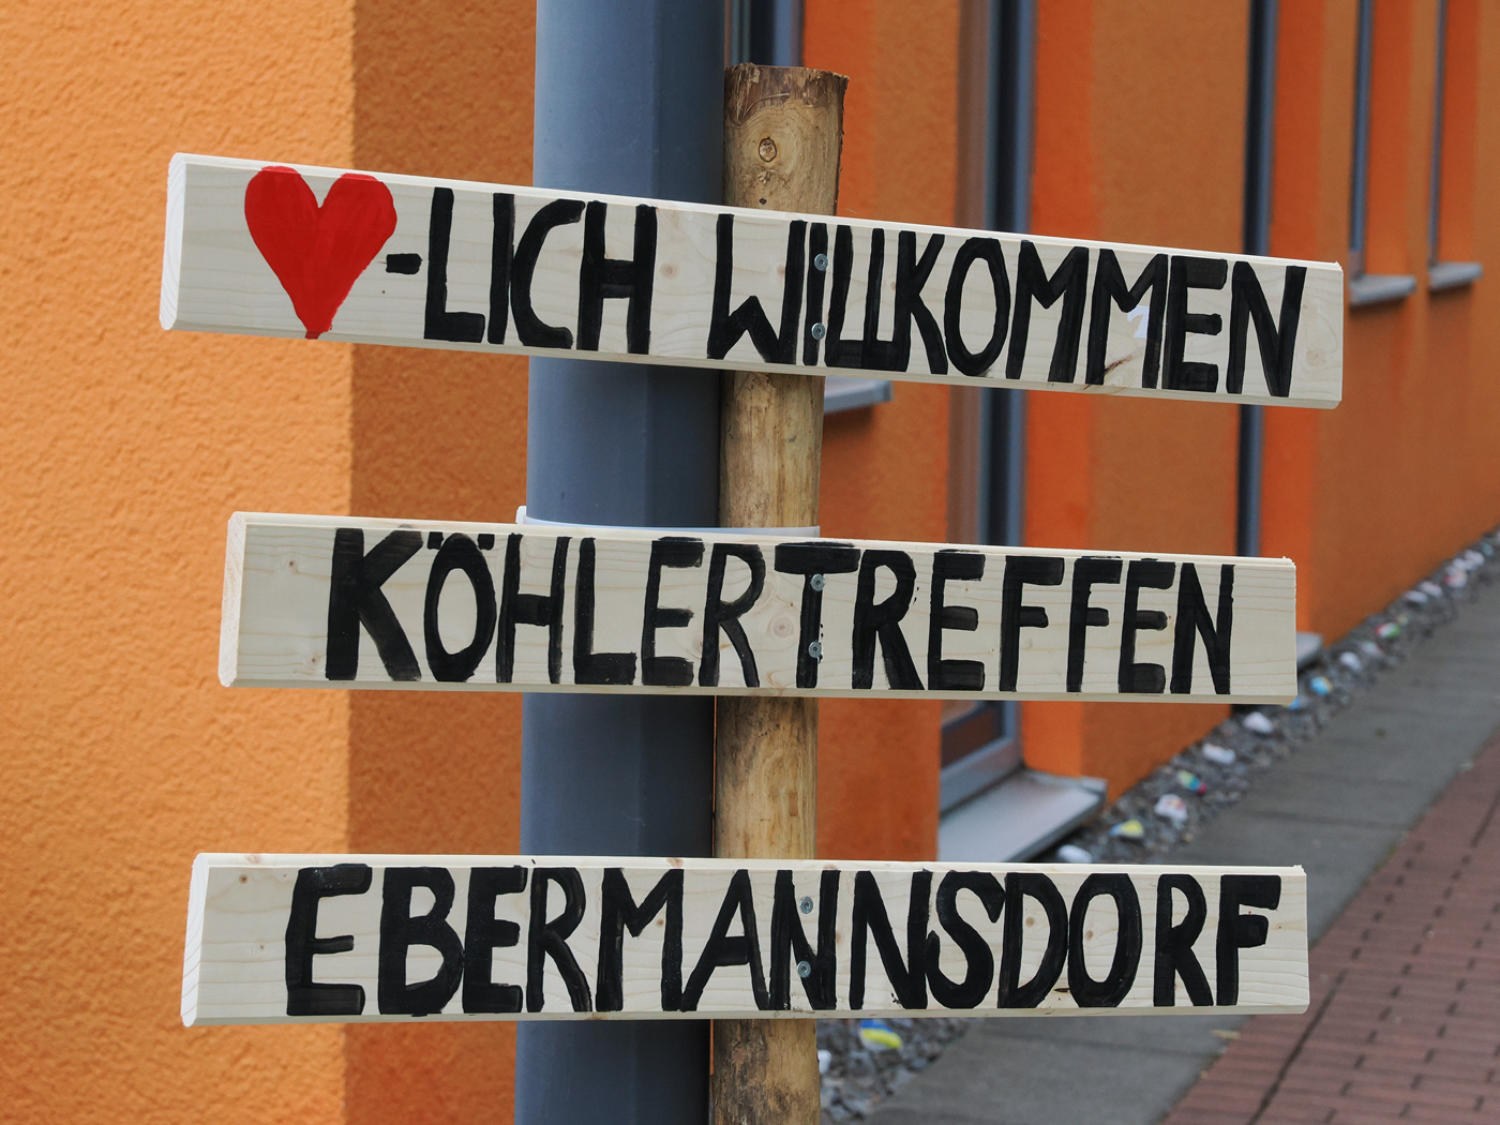 ❤-LICH WILLKOMMEN
KÖHLERTREFFEN
EBERMANNSDORF